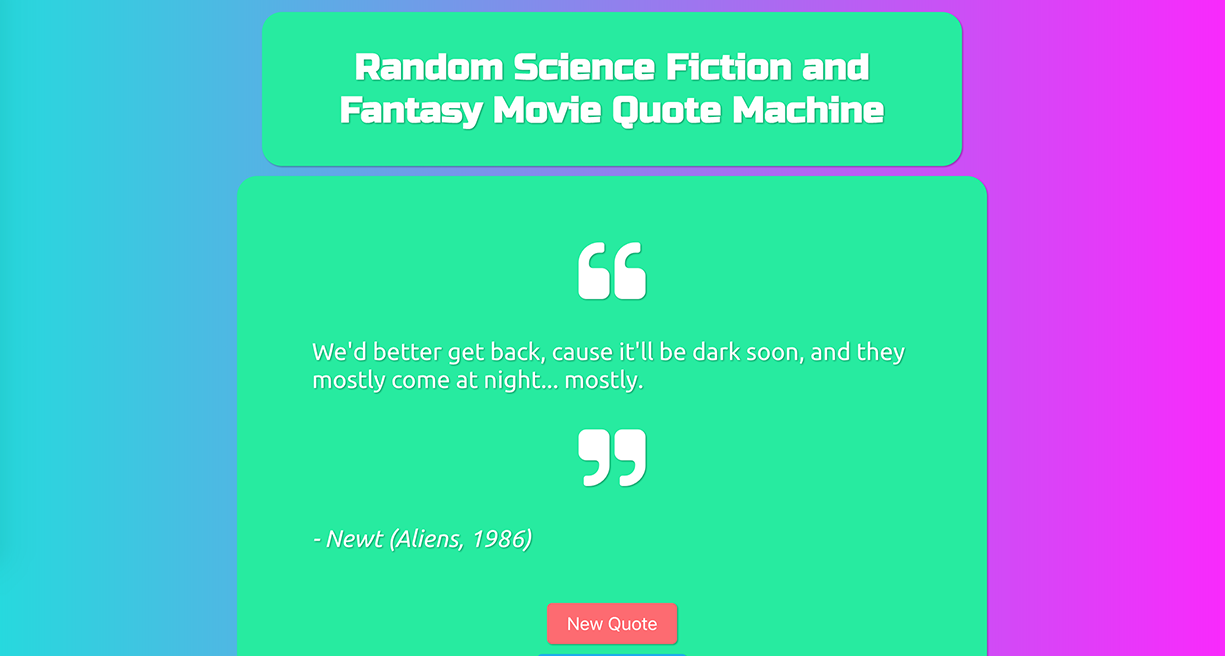 Random Science Fiction and
Fantasy Movie Quote Machine
“
We'd better get back, cause it'll be dark soon, and they
mostly come at night... mostly.
”
- Newt (Aliens, 1986)
New Quote